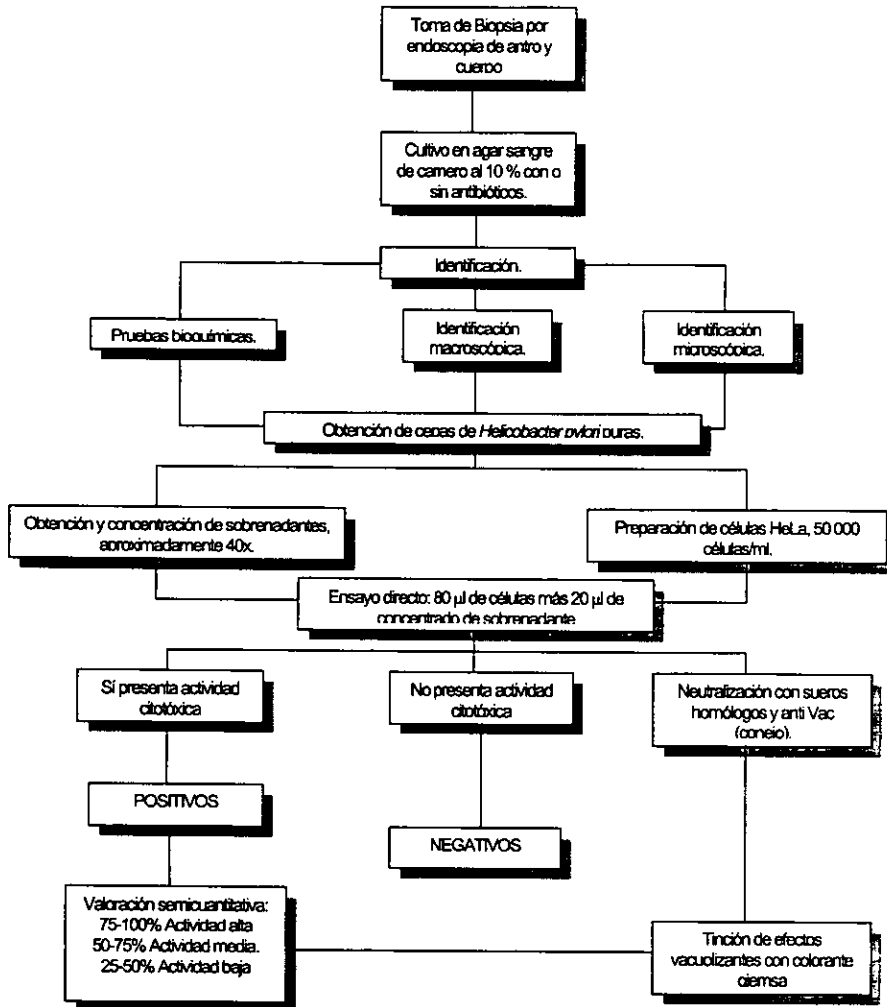 Toma de Biopsia por
endoscopia de antro y
cuerpo
Cultivo en agar sangre
de carnero al 10 % con o
sin antibióticos.
Identificación.
Pruebas bioquímicas.
Identificación
macroscópica.
Identificación
microscópica.
Obtención de cepas de Helicobacter pylori puras.
Obtención y concentración de sobrenadantes,
aproximadamente 40x.
Preparación de células HeLa, 50 000
células/ml.
Ensayo directo: 80 µl de células más 20 µl de
concentrado de sobrenadante
Sí presenta actividad
citotóxica
No presenta actividad
citotóxica
Neutralización con sueros
homólogos y anti Vac
(conejo).
POSITIVOS
NEGATIVOS
Valoración semicuantitativa:
75-100% Actividad alta
50-75% Actividad media.
25-50% Actividad baja
Tinción de efectos
vacuolizantes con colorante
giemsa